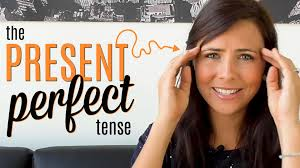 the
PRESENT
perfect
tense